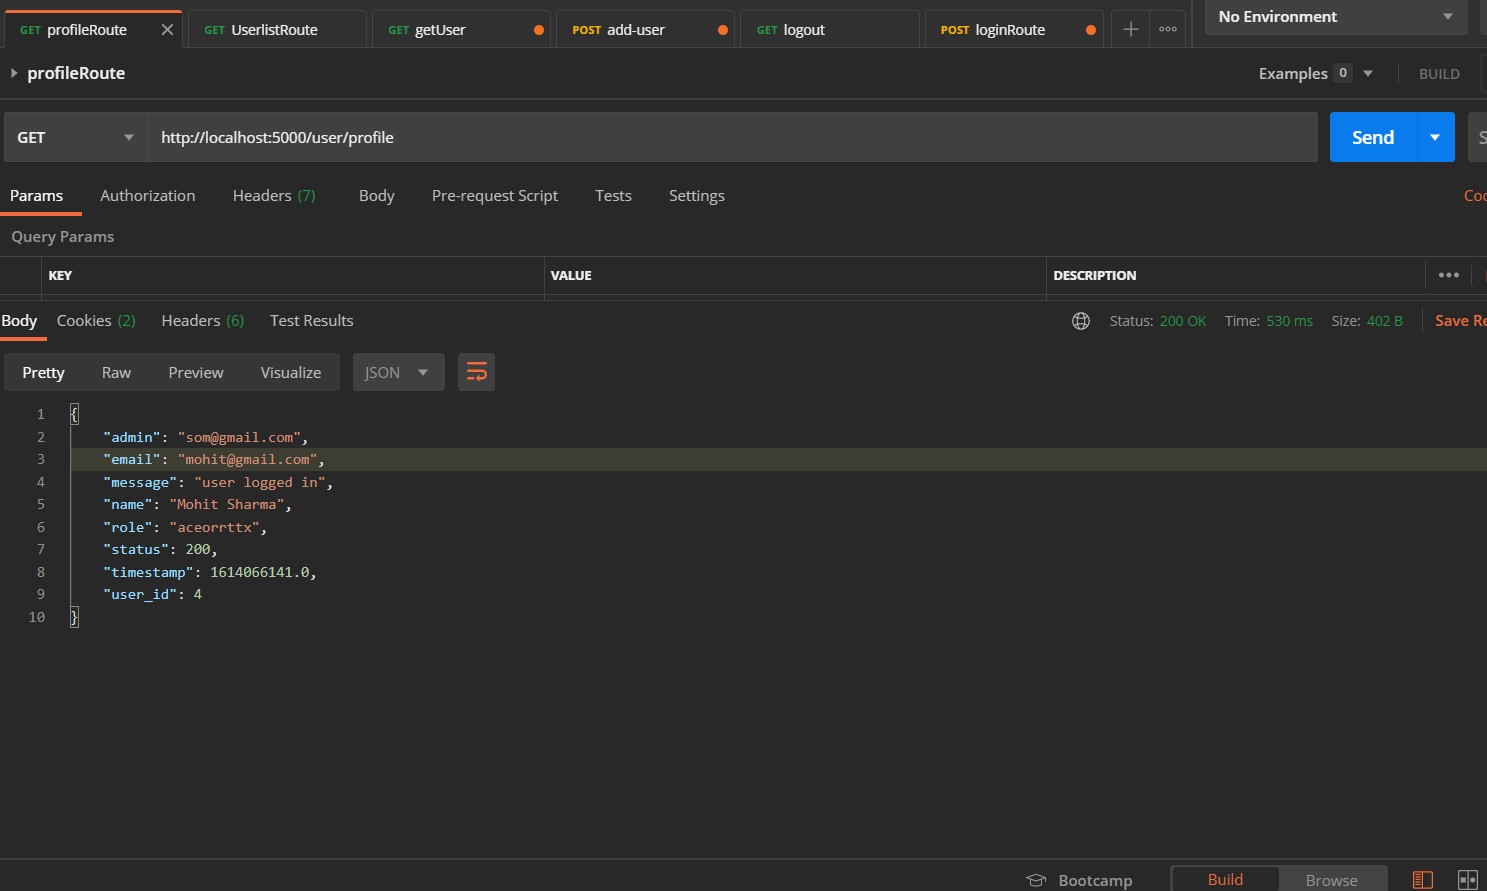 GET profileRoute GET UserlistRoute GET getUser POST add-user GET logout POST loginRoute No Environment
profileRoute Examples 0 BUILD
GET http://localhost:5000/user/profile Send
Params Authorization Headers (7) Body Pre-request Script Tests Settings
Query Params
KEY VALUE DESCRIPTION
Body Cookies (2) Headers (6) Test Results Status: 200 OK Time: 530 ms Size: 402 B Save
Pretty Raw Preview Visualize JSON
1 {
2 "admin": "som@gmail.com",
3 "email": "mohit@gmail.com",
4 "message": "user logged in",
5 "name": "Mohit Sharma",
6 "role": "aceorrttx",
7 "status": 200,
8 "timestamp": 1614066141.0,
9 "user_id": 4
10 }
Bootcamp Build Browse